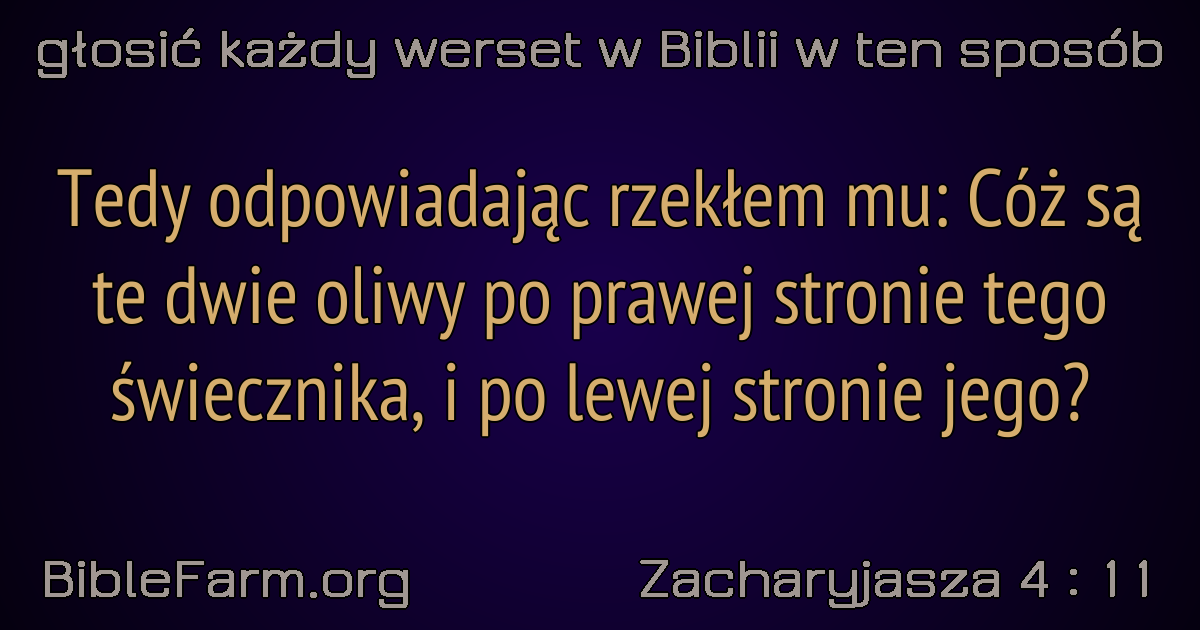 głosić każdy werset w Biblii w ten sposób
Tedy odpowiadając rzekłem mu: Cóż są
te dwie oliwy po prawej stronie tego
świecznika, i po lewej stronie jego?
BibleFarm.org
Zacharyjasza 4 : 11